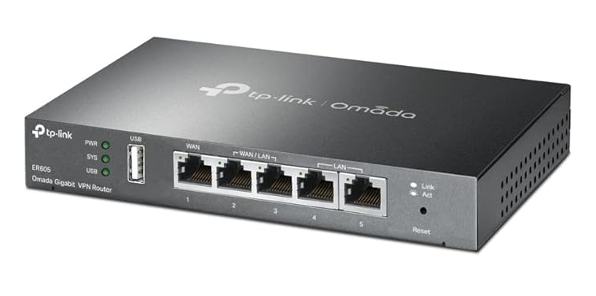 tp-link | Omada
tp-link
PWR
SYS
USB
USB
WAN
WAN / LAN
LAN
1 2 3 4 5
Link
Act
Reset
ER605
Omada Gigabit VPN Router